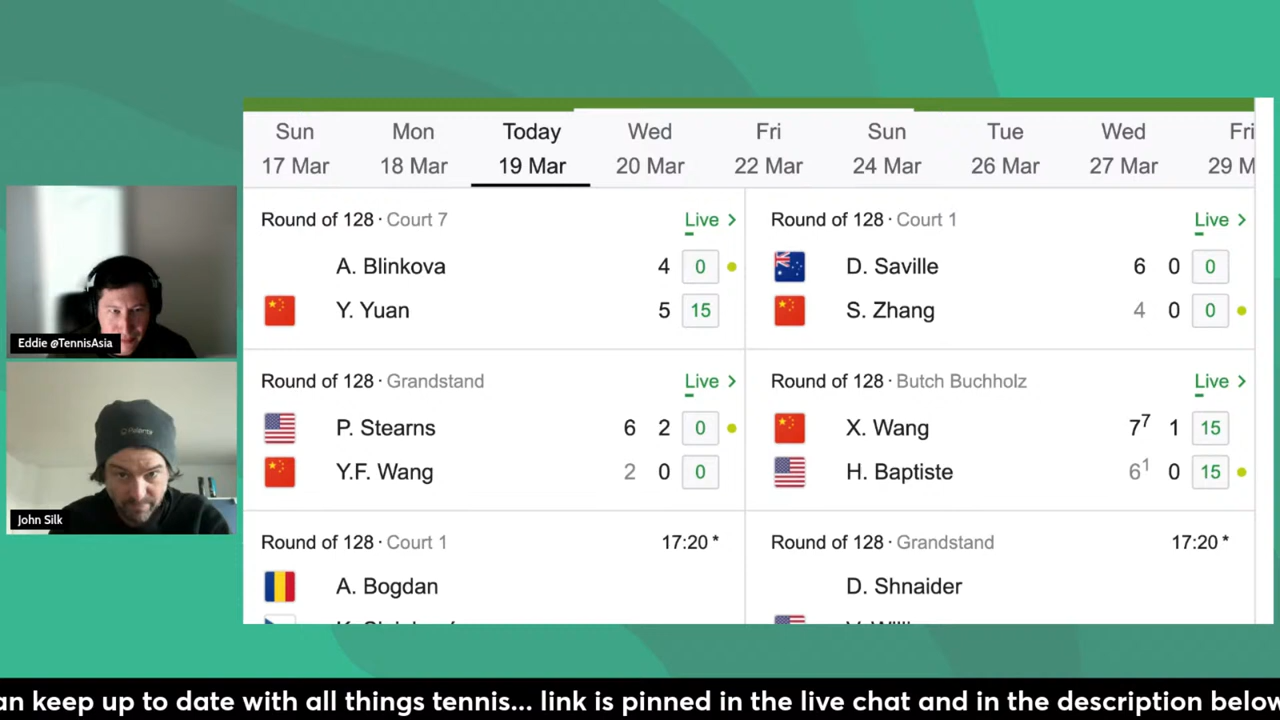 Sun Mon Today Wed Fri Sun Tue Wed Fri
17 Mar 18 Mar 19 Mar 20 Mar 22 Mar 24 Mar 26 Mar 27 Mar 29 M
Round of 128 · Court 7 Live >
A. Blinkova 4 0
Y. Yuan 5 15
Round of 128 · Court 1 Live >
D. Saville 6 0 0
S. Zhang 4 0 0
Round of 128 · Grandstand Live >
P. Stearns 6 2 0
Y.F. Wang 2 0 0
Round of 128 · Butch Buchholz Live >
X. Wang 7⁷ 1 15
H. Baptiste 6¹ 0 15
Round of 128 · Court 1 17:20 *
A. Bogdan
Round of 128 · Grandstand 17:20 *
D. Shnaider
Eddie @TennisAsia
John Silk
an keep up to date with all things tennis... link is pinned in the live chat and in the description below